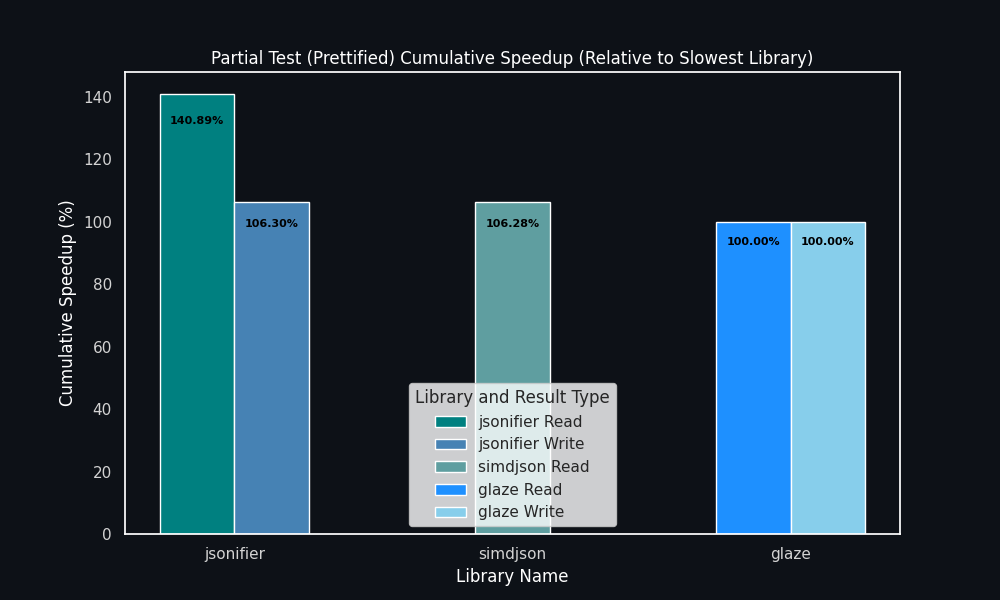 Partial Test (Prettified) Cumulative Speedup (Relative to Slowest Library)
Cumulative Speedup (%)
140
120
100
80
60
40
20
0
140.89%
106.30%
106.28%
100.00%
100.00%
Library and Result Type
jsonifier Read
jsonifier Write
simdjson Read
glaze Read
glaze Write
jsonifier
simdjson
glaze
Library Name